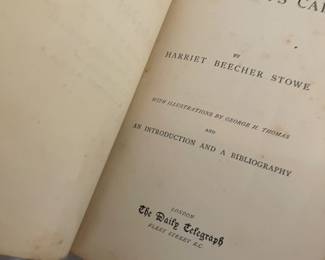 BY
HARRIET BEECHER STOWE
WITH ILLUSTRATIONS BY GEORGE H. THOMAS
AND
AN INTRODUCTION AND A BIBLIOGRAPHY
LONDON
The Daily Telegraph
FLEET STREET E.C.